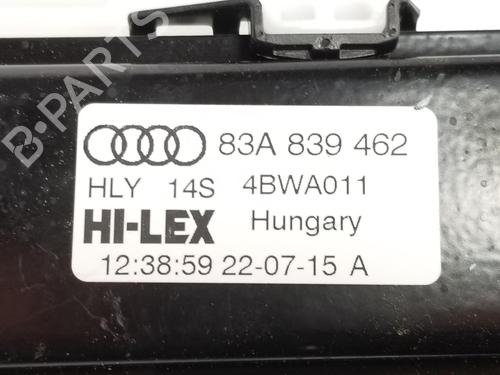 B-PARTS
83A 839 462
HLY 14S 4BWA011
HI-LEX Hungary
12:38:59 22-07-15 A